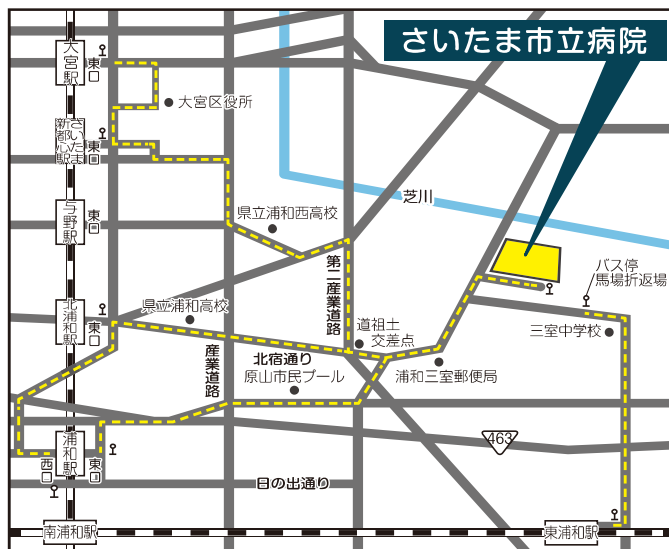 さいたま市立病院
大宮駅
東口
大宮区役所
さいたま
新都心駅
東口
与野駅
東口
県立浦和西高校
芝川
第二産業道路
バス停
馬場折返場
北浦和駅
東口
県立浦和高校
産業道路
北宿通り
原山市民プール
道祖土
交差点
浦和三室郵便局
三室中学校
浦和駅
西口
東口
463
日の出通り
南浦和駅
東浦和駅